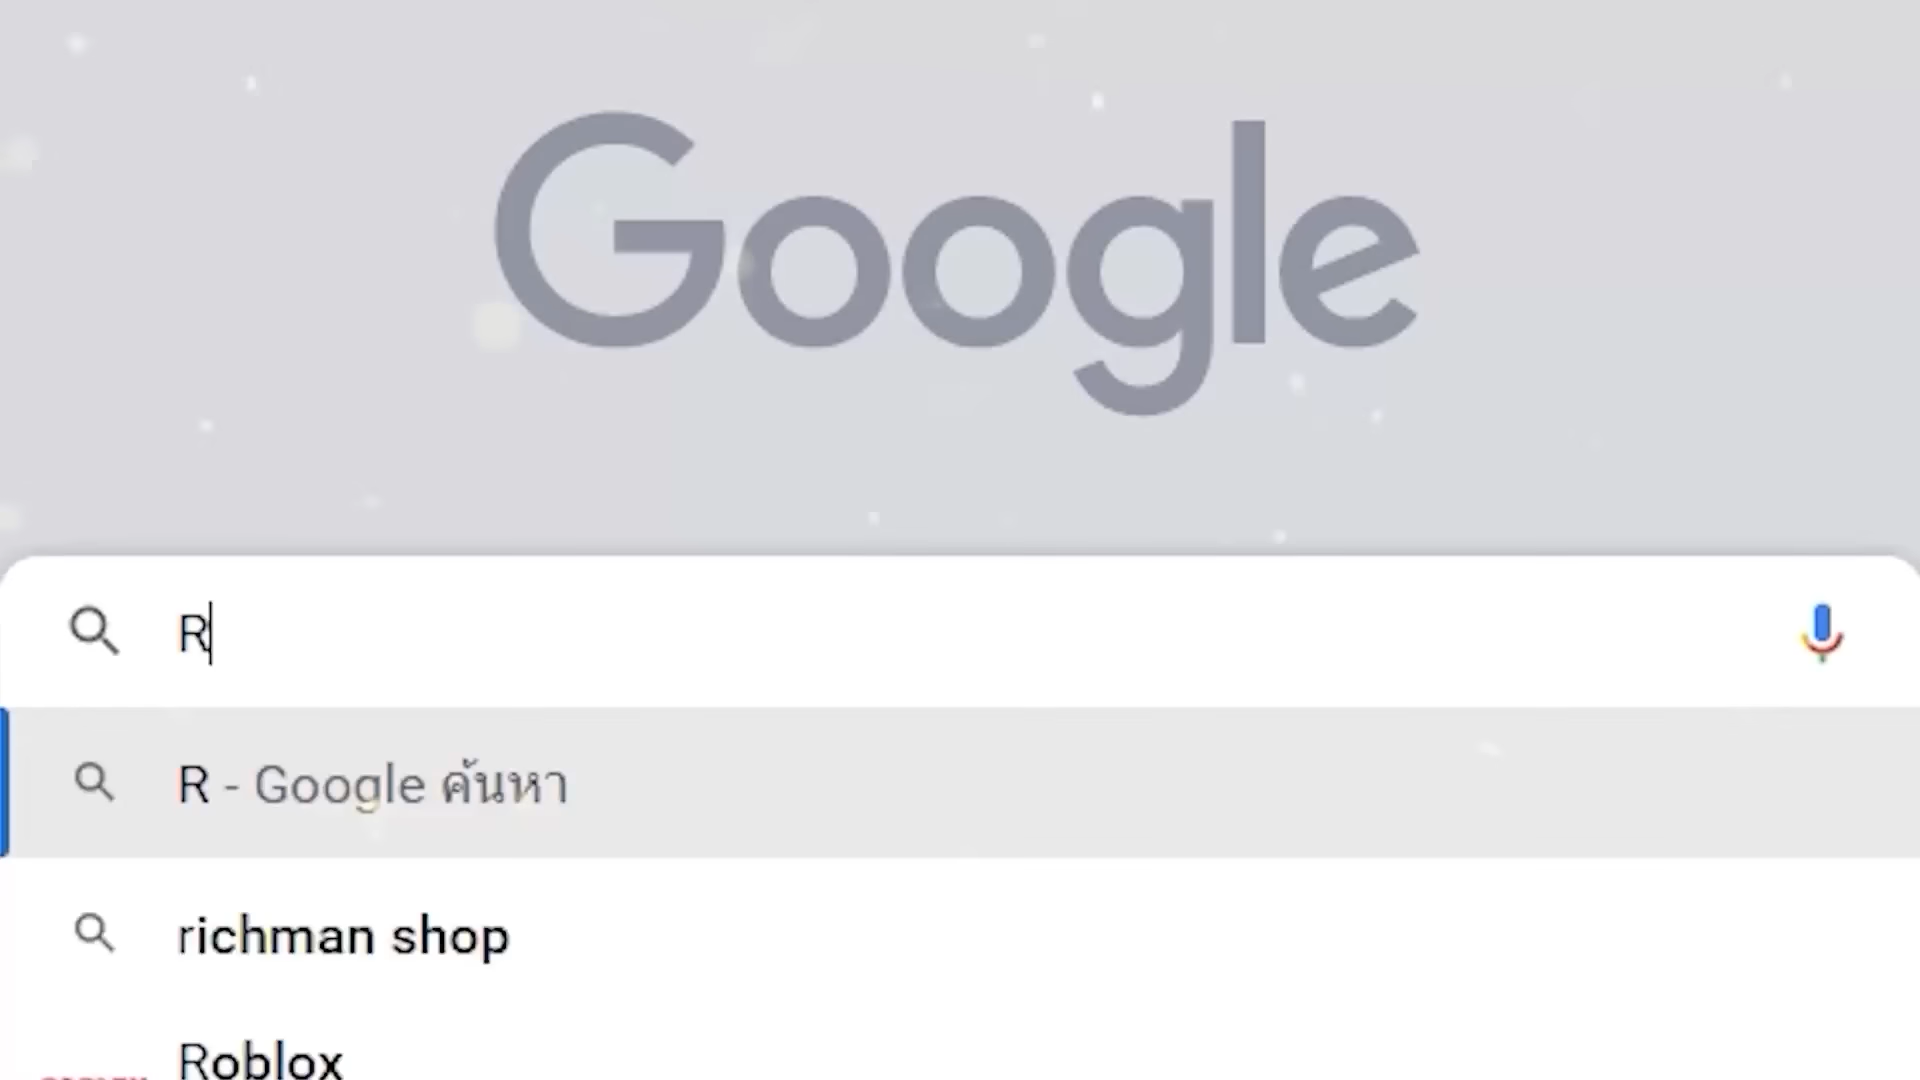 Google
R
R - Google ค้นหา
richman shop
Roblox